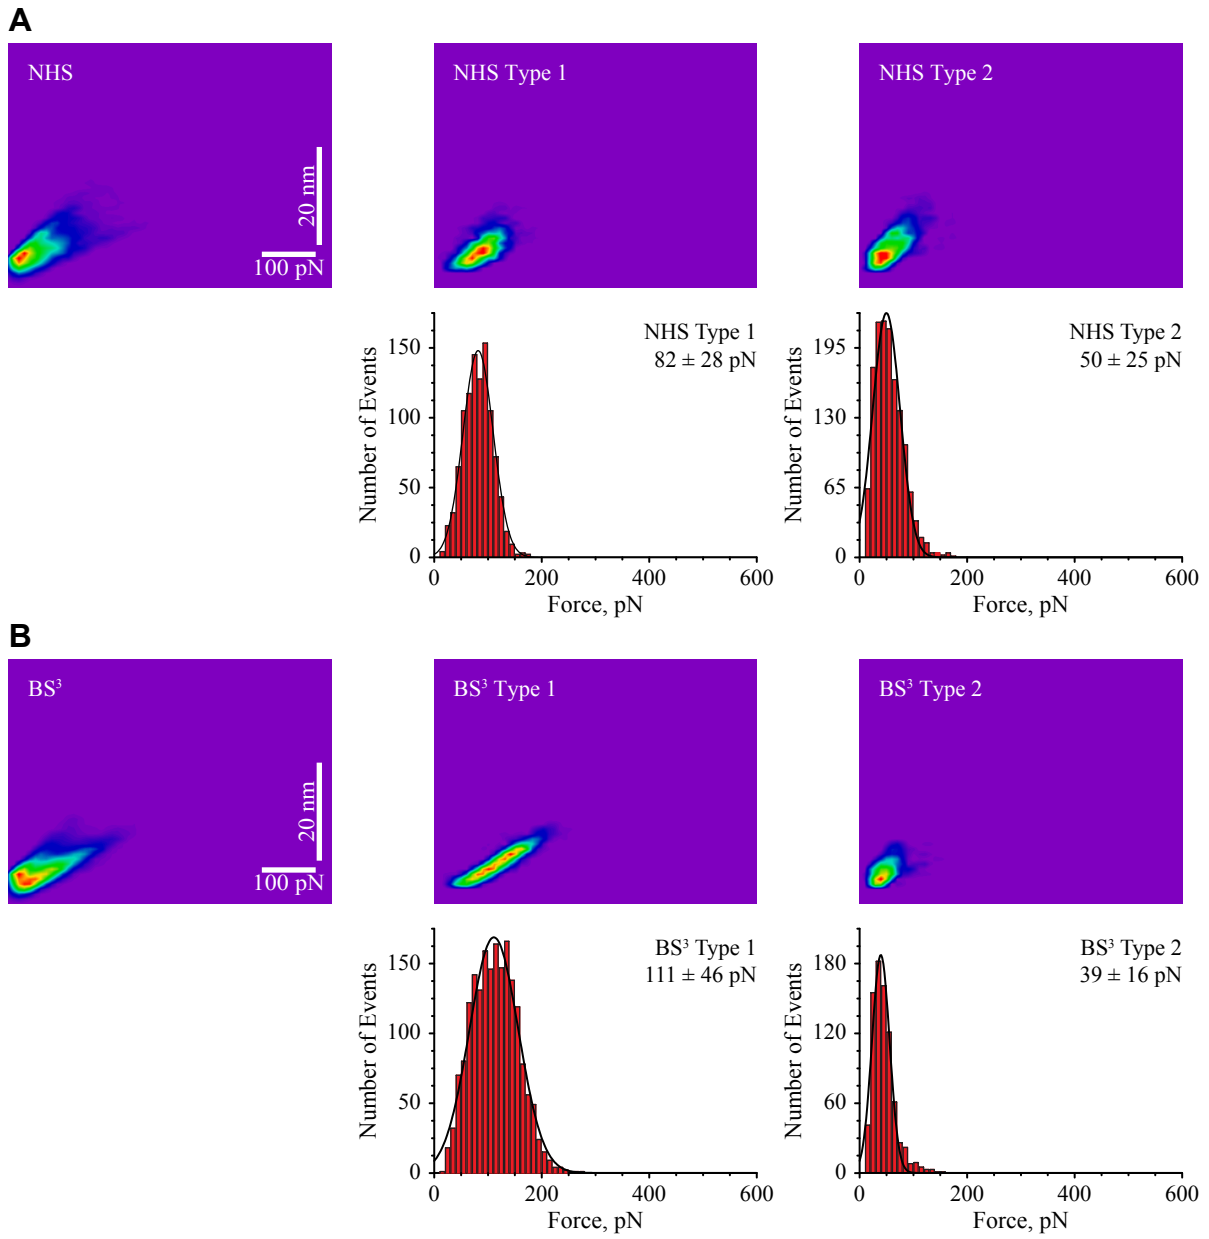 A
NHS
20 nm
100 pN
NHS Type 1
NHS Type 2
NHS Type 1
82 ± 28 pN
Number of Events
150
100
50
0
0 200 400 600
Force, pN
NHS Type 2
50 ± 25 pN
Number of Events
195
130
65
0
0 200 400 600
Force, pN
B
BS³
20 nm
100 pN
BS³ Type 1
BS³ Type 2
BS³ Type 1
111 ± 46 pN
Number of Events
150
100
50
0
0 200 400 600
Force, pN
BS³ Type 2
39 ± 16 pN
Number of Events
180
120
60
0
0 200 400 600
Force, pN